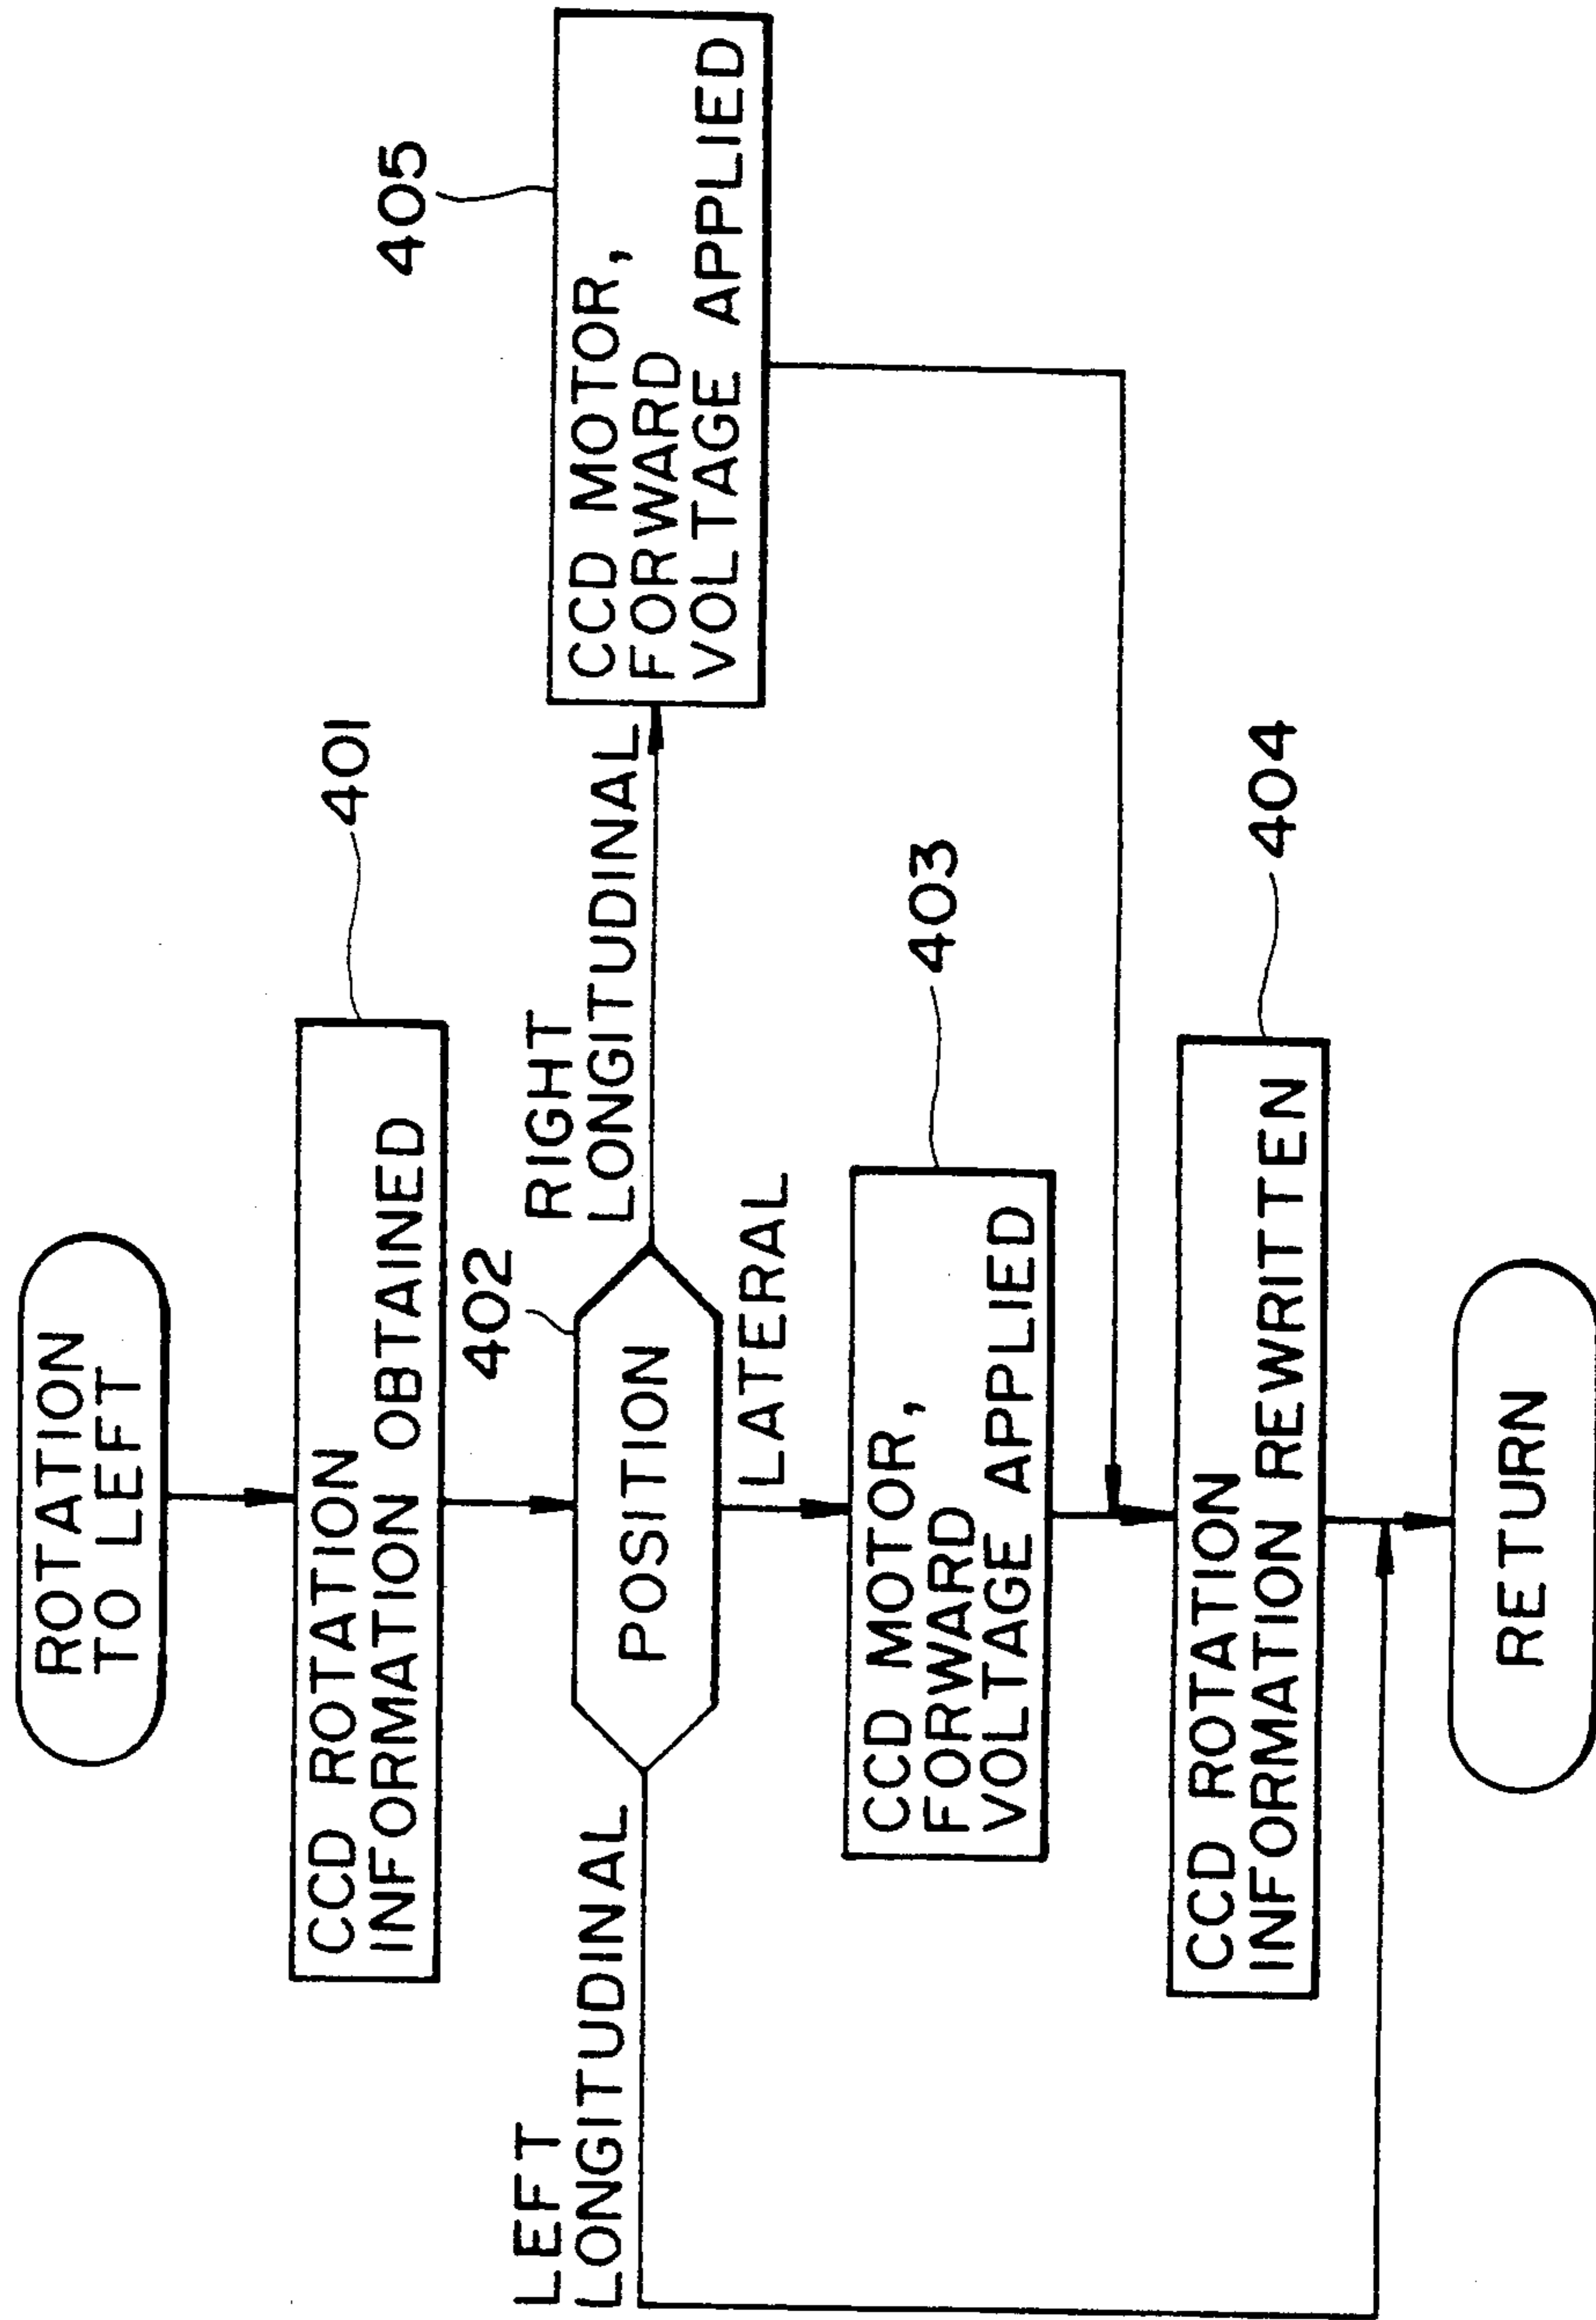 ROTATION
TO LEFT
CCD ROTATION
INFORMATION OBTAINED
401
402
POSITION
LEFT
LONGITUDINAL
RIGHT
LONGITUDINAL
LATERAL
CCD MOTOR,
FORWARD
VOLTAGE APPLIED
405
CCD MOTOR,
FORWARD
VOLTAGE APPLIED
403
CCD ROTATION
INFORMATION REWRITTEN
404
RETURN